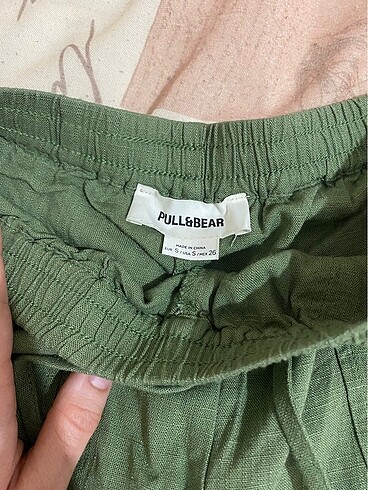 PULL&BEAR
MADE IN CHINA
EUR S / USA S / MEX 26